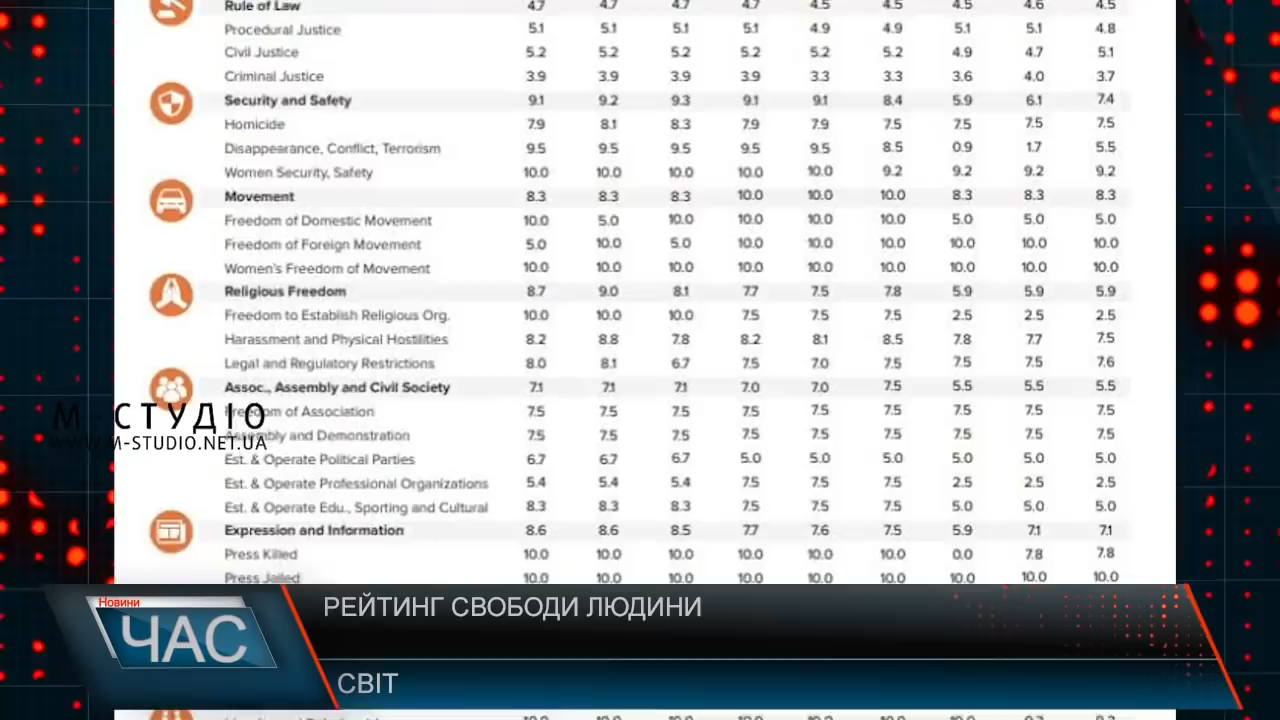 Rule of Law 4.7 4.7 4.7 4.7 4.5 4.5 4.5 4.6 4.5
Procedural Justice 5.1 5.1 5.1 5.1 4.9 4.9 5.1 5.1 4.8
Civil Justice 5.2 5.2 5.2 5.2 5.2 5.2 4.9 4.7 5.1
Criminal Justice 3.9 3.9 3.9 3.9 3.3 3.3 3.6 4.0 3.7
Security and Safety 9.1 9.2 9.3 9.1 9.1 8.4 5.9 6.1 7.4
Homicide 7.9 8.1 8.3 7.9 7.9 7.5 7.5 7.5 7.5
Disappearance, Conflict, Terrorism 9.5 9.5 9.5 9.5 9.5 8.5 0.9 1.7 5.5
Women Security, Safety 10.0 10.0 10.0 10.0 10.0 9.2 9.2 9.2 9.2
Movement 8.3 8.3 8.3 10.0 10.0 10.0 8.3 8.3 8.3
Freedom of Domestic Movement 10.0 5.0 10.0 10.0 10.0 10.0 5.0 5.0 5.0
Freedom of Foreign Movement 5.0 10.0 5.0 10.0 10.0 10.0 10.0 10.0 10.0
Women's Freedom of Movement 10.0 10.0 10.0 10.0 10.0 10.0 10.0 10.0 10.0
Religious Freedom 8.7 9.0 8.1 7.7 7.5 7.8 5.9 5.9 5.9
Freedom to Establish Religious Org. 10.0 10.0 10.0 7.5 7.5 7.5 2.5 2.5 2.5
Harassment and Physical Hostilities 8.2 8.8 7.8 8.2 8.1 8.5 7.8 7.7 7.5
Legal and Regulatory Restrictions 8.0 8.1 6.7 7.5 7.0 7.5 7.5 7.5 7.6
Assoc., Assembly and Civil Society 7.1 7.1 7.1 7.0 7.0 7.5 5.5 5.5 5.5
Freedom of Association 7.5 7.5 7.5 7.5 7.5 7.5 7.5 7.5 7.5
М-СТУДІО
Assembly and Demonstration 7.5 7.5 7.5 7.5 7.5 7.5 7.5 7.5 7.5
WWW.M-STUDIO.NET.UA
Est. & Operate Political Parties 6.7 6.7 6.7 5.0 5.0 5.0 5.0 5.0 5.0
Est. & Operate Professional Organizations 5.4 5.4 5.4 7.5 7.5 7.5 2.5 2.5 2.5
Est. & Operate Edu., Sporting and Cultural 8.3 8.3 8.3 7.5 7.5 7.5 5.0 5.0 5.0
Expression and Information 8.6 8.6 8.5 7.7 7.6 7.5 5.9 7.1 7.1
Press Killed 10.0 10.0 10.0 10.0 10.0 10.0 0.0 7.8 7.8
Press Jailed 10.0 10.0 10.0 10.0 10.0 10.0 10.0 10.0 10.0
Новини
ЧАС
РЕЙТИНГ СВОБОДИ ЛЮДИНИ
СВІТ